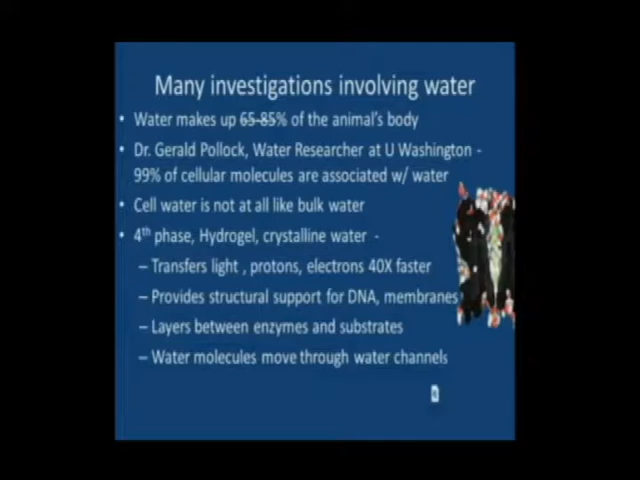 Many investigations involving water
• Water makes up 65-85% of the animal's body
• Dr. Gerald Pollock, Water Researcher at U Washington -
99% of cellular molecules are associated w/ water
• Cell water is not at all like bulk water
• 4th phase, Hydrogel, crystalline water -
– Transfers light , protons, electrons 40X faster
– Provides structural support for DNA, membranes
– Layers between enzymes and substrates
– Water molecules move through water channels